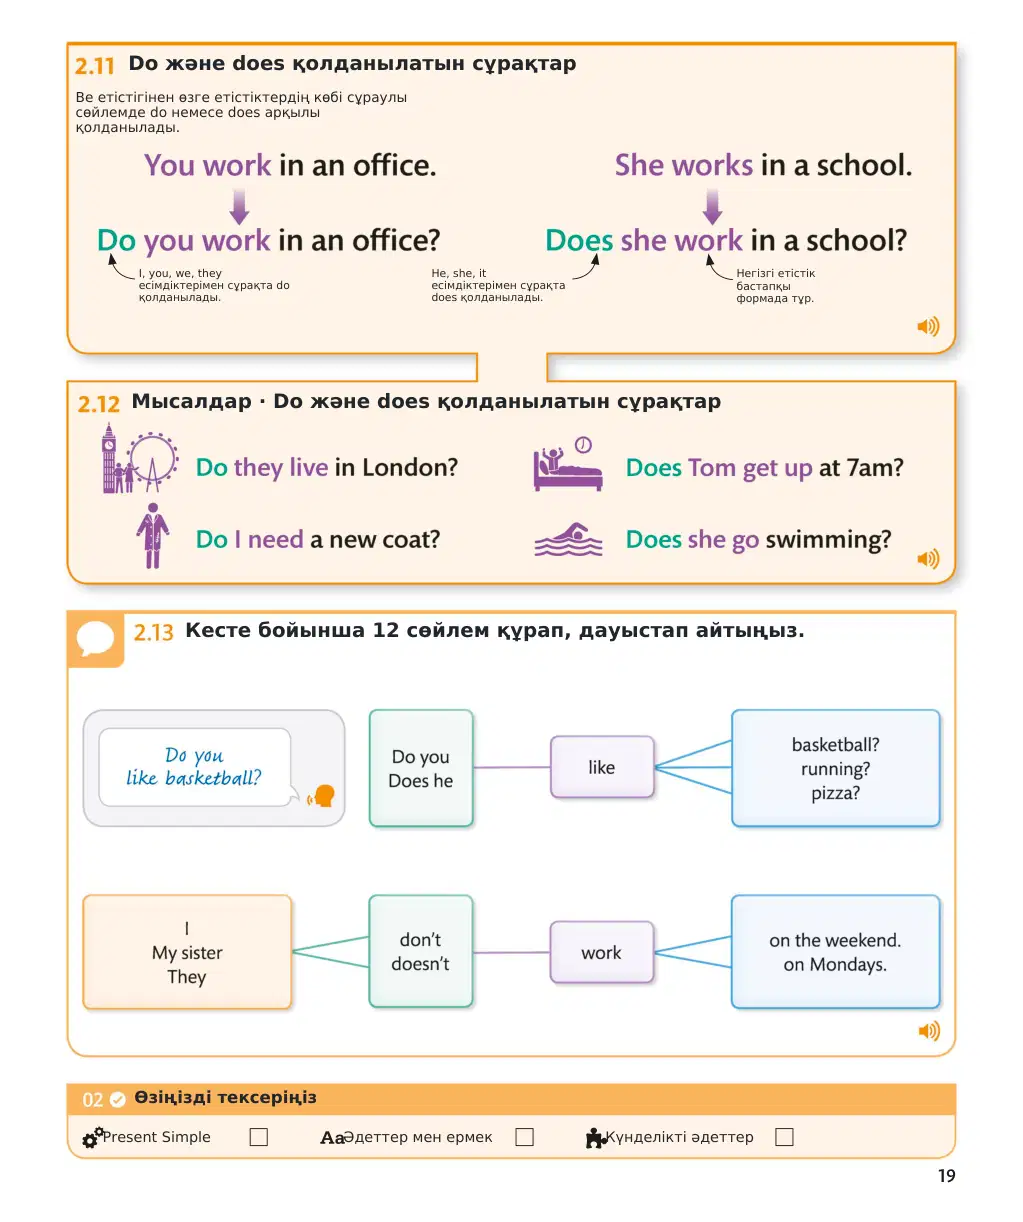 2.11 Do және does қолданылатын сұрақтар
Be етістігінен өзге етістіктердің көбі сұраулы
сөйлемде do немесе does арқылы
қолданылады.
You work in an office.
She works in a school.
Do you work in an office?
Does she work in a school?
I, you, we, they
есімдіктерімен сұрақта do
қолданылады.
He, she, it
есімдіктерімен сұрақта
does қолданылады.
Негізгі етістік
бастапқы
формада тұр.
2.12 Мысалдар · Do және does қолданылатын сұрақтар
Do they live in London?
Does Tom get up at 7am?
Do I need a new coat?
Does she go swimming?
2.13 Кесте бойынша 12 сөйлем құрап, дауыстап айтыңыз.
Do you
like basketball?
Do you
Does he
like
basketball?
running?
pizza?
I
My sister
They
don't
doesn't
work
on the weekend.
on Mondays.
02 Өзіңізді тексеріңіз
Present Simple
Aa Әдеттер мен ермек
Күнделікті әдеттер
19